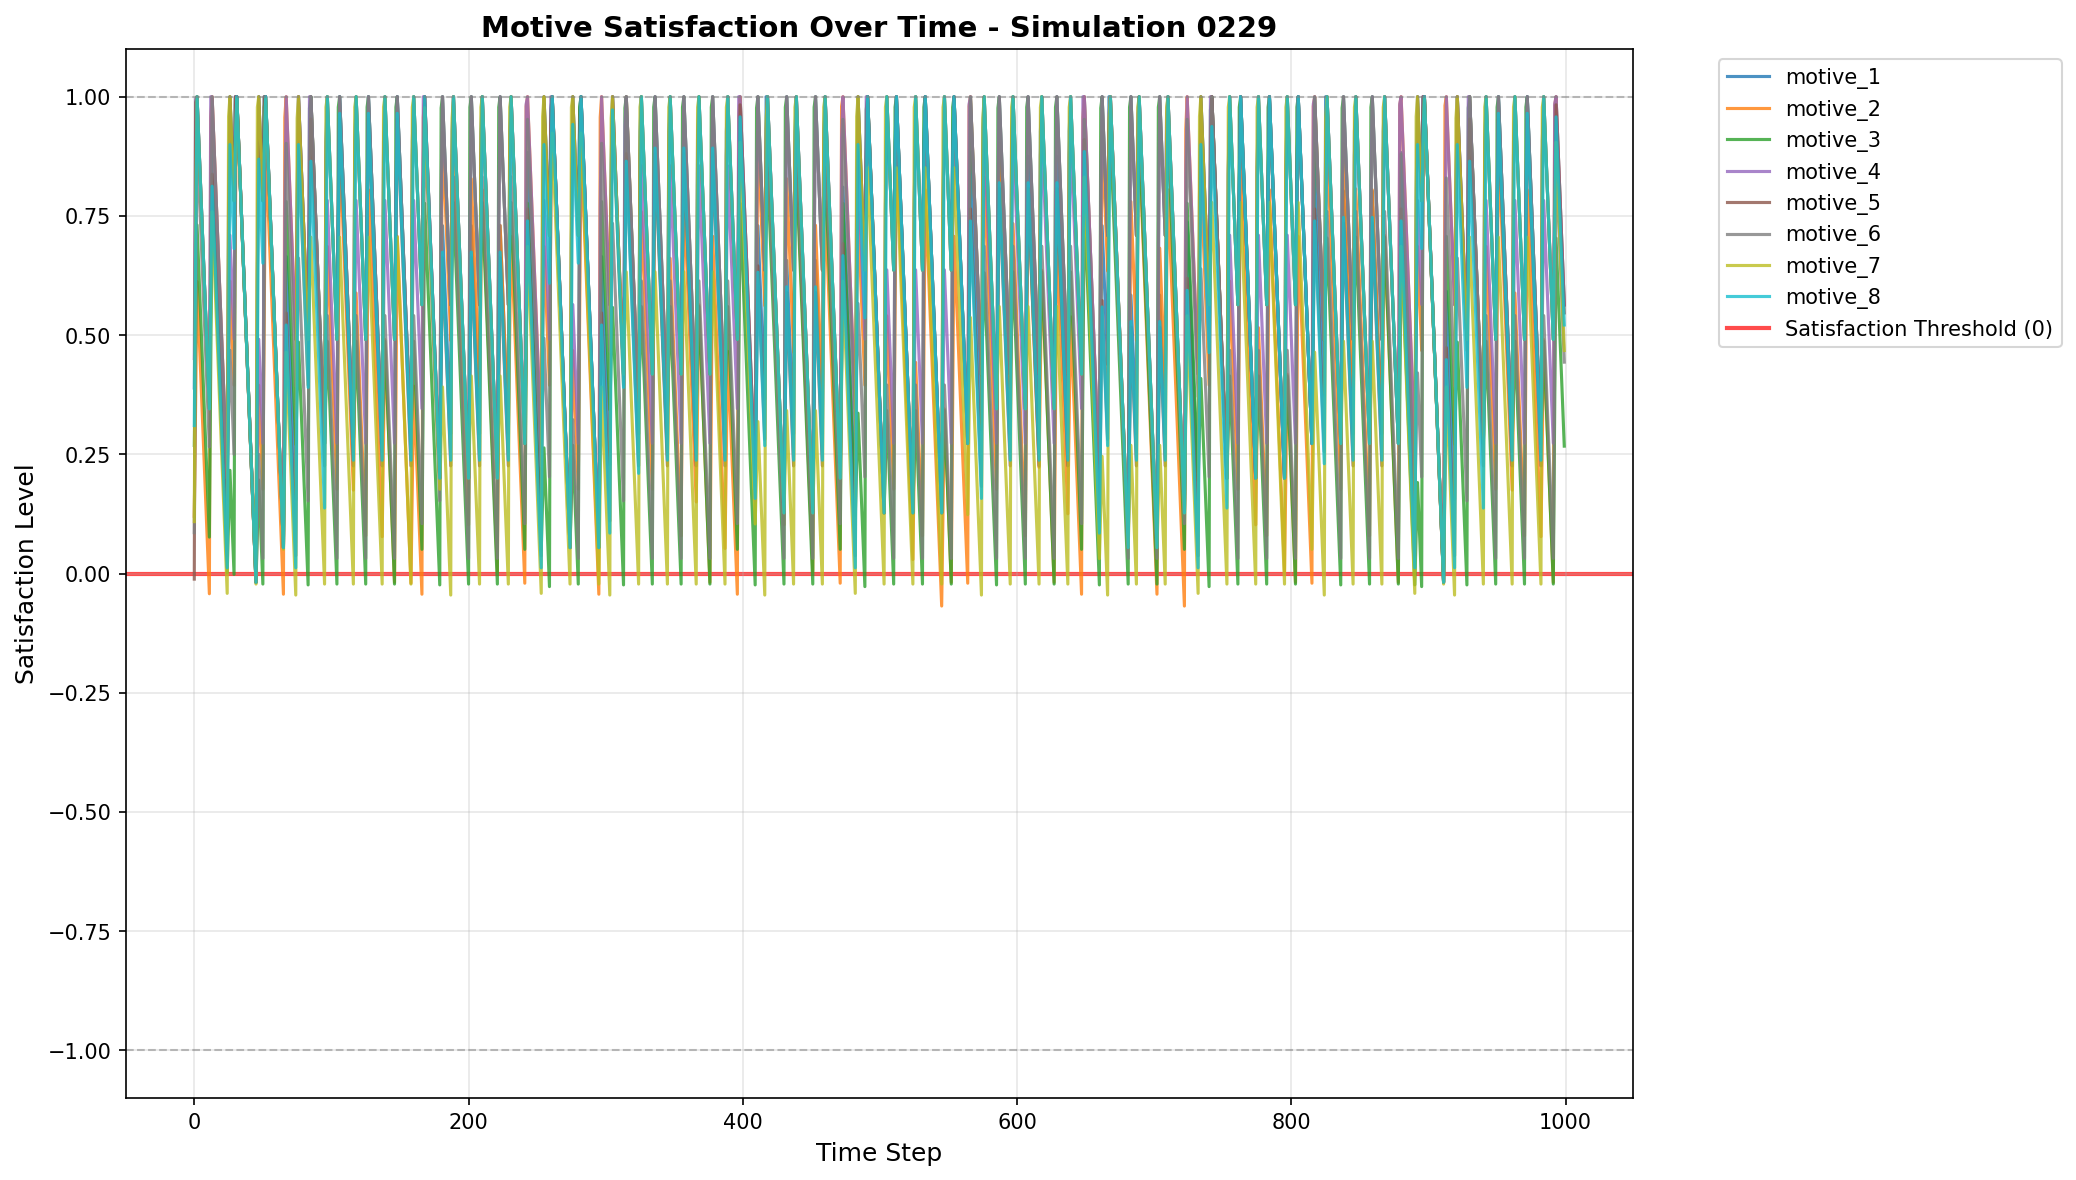 Motive Satisfaction Over Time - Simulation 0229
Satisfaction Level
1.00
0.75
0.50
0.25
0.00
−0.25
−0.50
−0.75
−1.00
0
200
400
600
800
1000
Time Step
motive_1
motive_2
motive_3
motive_4
motive_5
motive_6
motive_7
motive_8
Satisfaction Threshold (0)